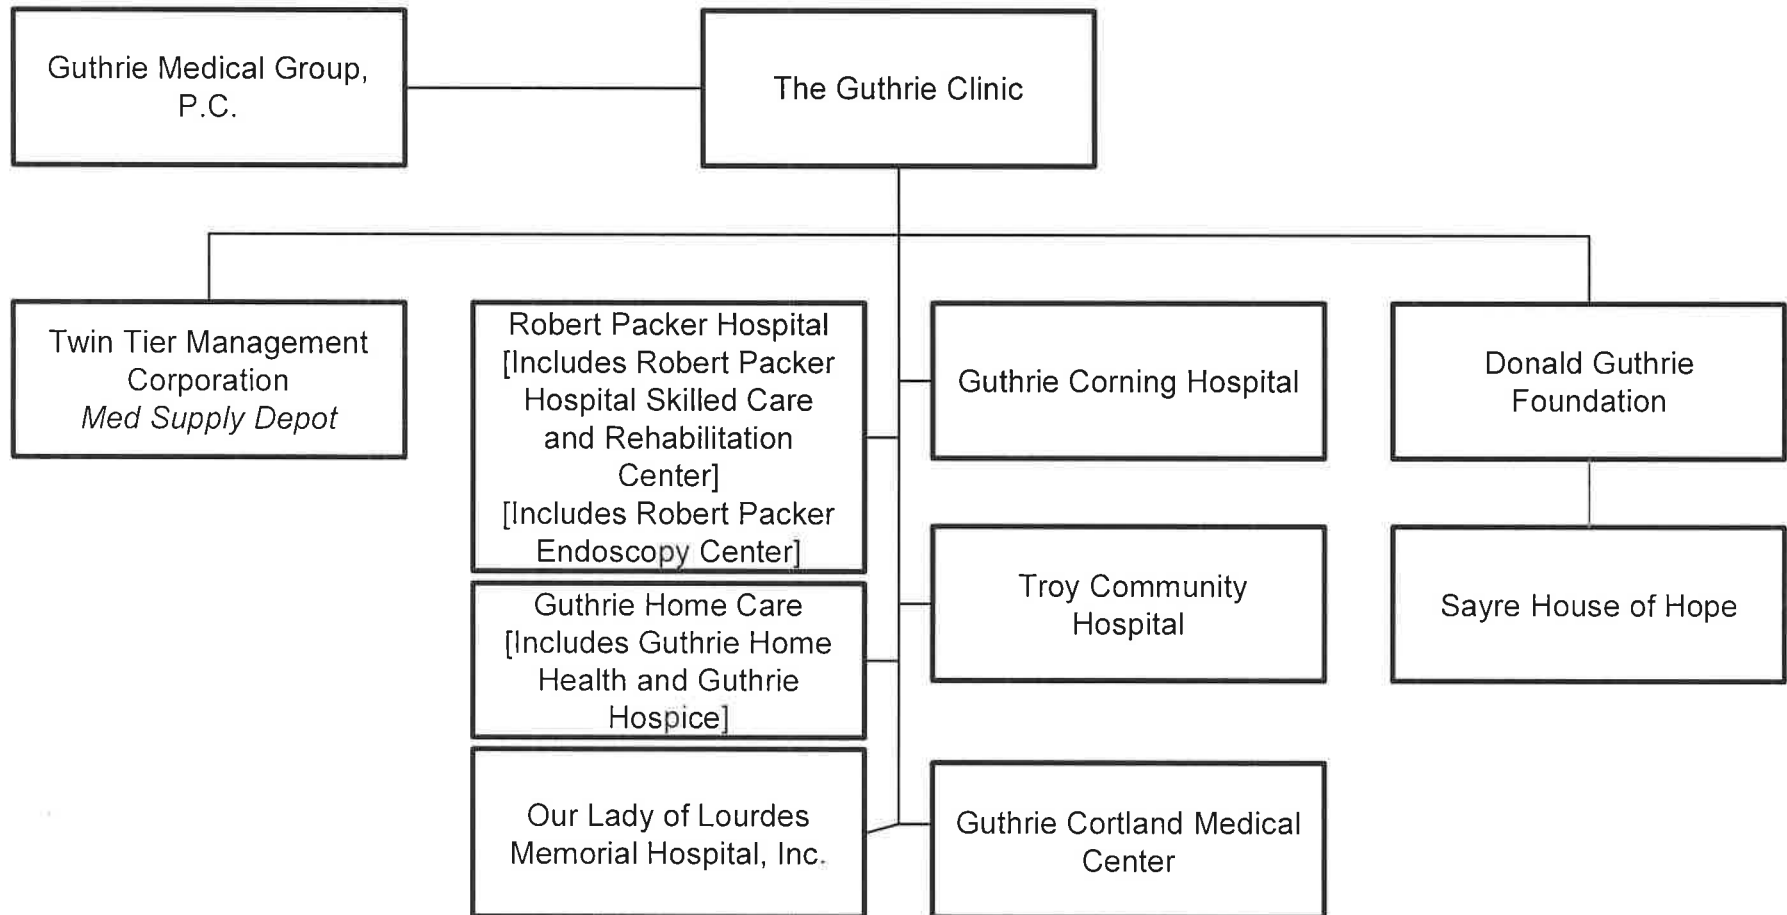 Guthrie Medical Group,
P.C.
The Guthrie Clinic
Twin Tier Management
Corporation
Med Supply Depot
Robert Packer Hospital
[Includes Robert Packer
Hospital Skilled Care
and Rehabilitation
Center]
[Includes Robert Packer
Endoscopy Center]
Guthrie Corning Hospital
Donald Guthrie
Foundation
Guthrie Home Care
[Includes Guthrie Home
Health and Guthrie
Hospice]
Troy Community
Hospital
Sayre House of Hope
Our Lady of Lourdes
Memorial Hospital, Inc.
Guthrie Cortland Medical
Center